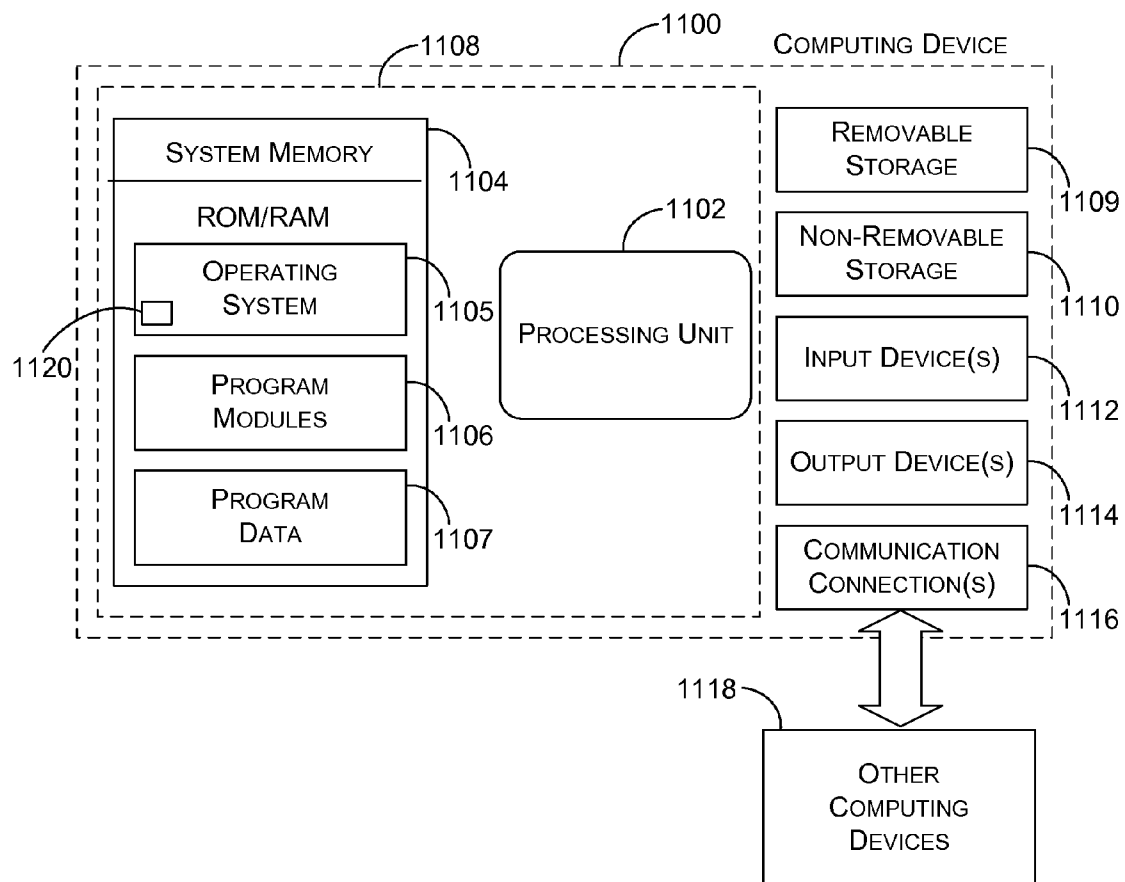 1100
COMPUTING DEVICE
1108
SYSTEM MEMORY
1104
ROM/RAM
OPERATING
SYSTEM
1105
1120
PROGRAM
MODULES
1106
PROGRAM
DATA
1107
1102
PROCESSING UNIT
REMOVABLE
STORAGE
1109
NON-REMOVABLE
STORAGE
1110
INPUT DEVICE(S)
1112
OUTPUT DEVICE(S)
1114
COMMUNICATION
CONNECTION(S)
1116
1118
OTHER
COMPUTING
DEVICES